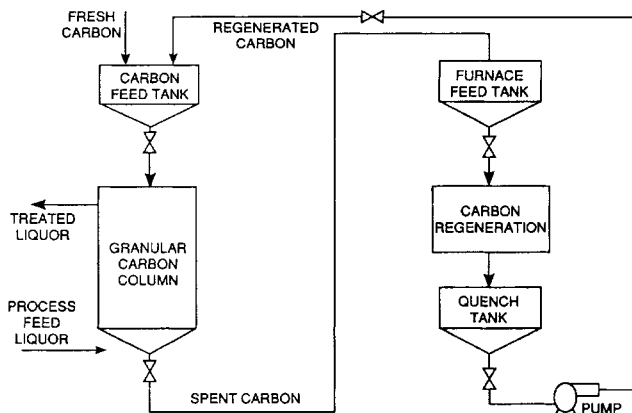 FRESH
CARBON
REGENERATED
CARBON
CARBON
FEED TANK
FURNACE
FEED TANK
TREATED
LIQUOR
GRANULAR
CARBON
COLUMN
CARBON
REGENERATION
PROCESS
FEED
LIQUOR
QUENCH
TANK
SPENT CARBON
PUMP